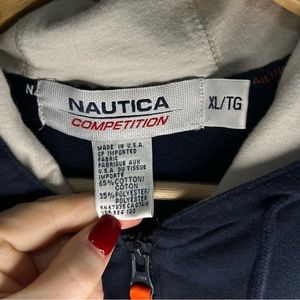 NAUTICA
COMPETITION
XL/TG
MADE IN U.S.A.
OF IMPORTED
FABRIC
FABRIQUE AUX
U.S.A. DU TISSUE
IMPORTE
65% COTTON/
COTON
35% POLYESTER/
POLYESTER